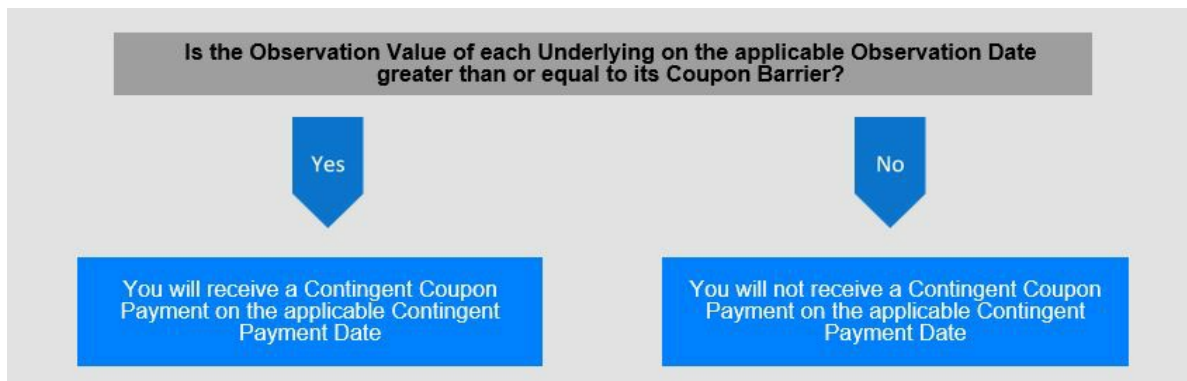 Is the Observation Value of each Underlying on the applicable Observation Date
greater than or equal to its Coupon Barrier?
Yes
No
You will receive a Contingent Coupon
Payment on the applicable Contingent
Payment Date
You will not receive a Contingent Coupon
Payment on the applicable Contingent
Payment Date